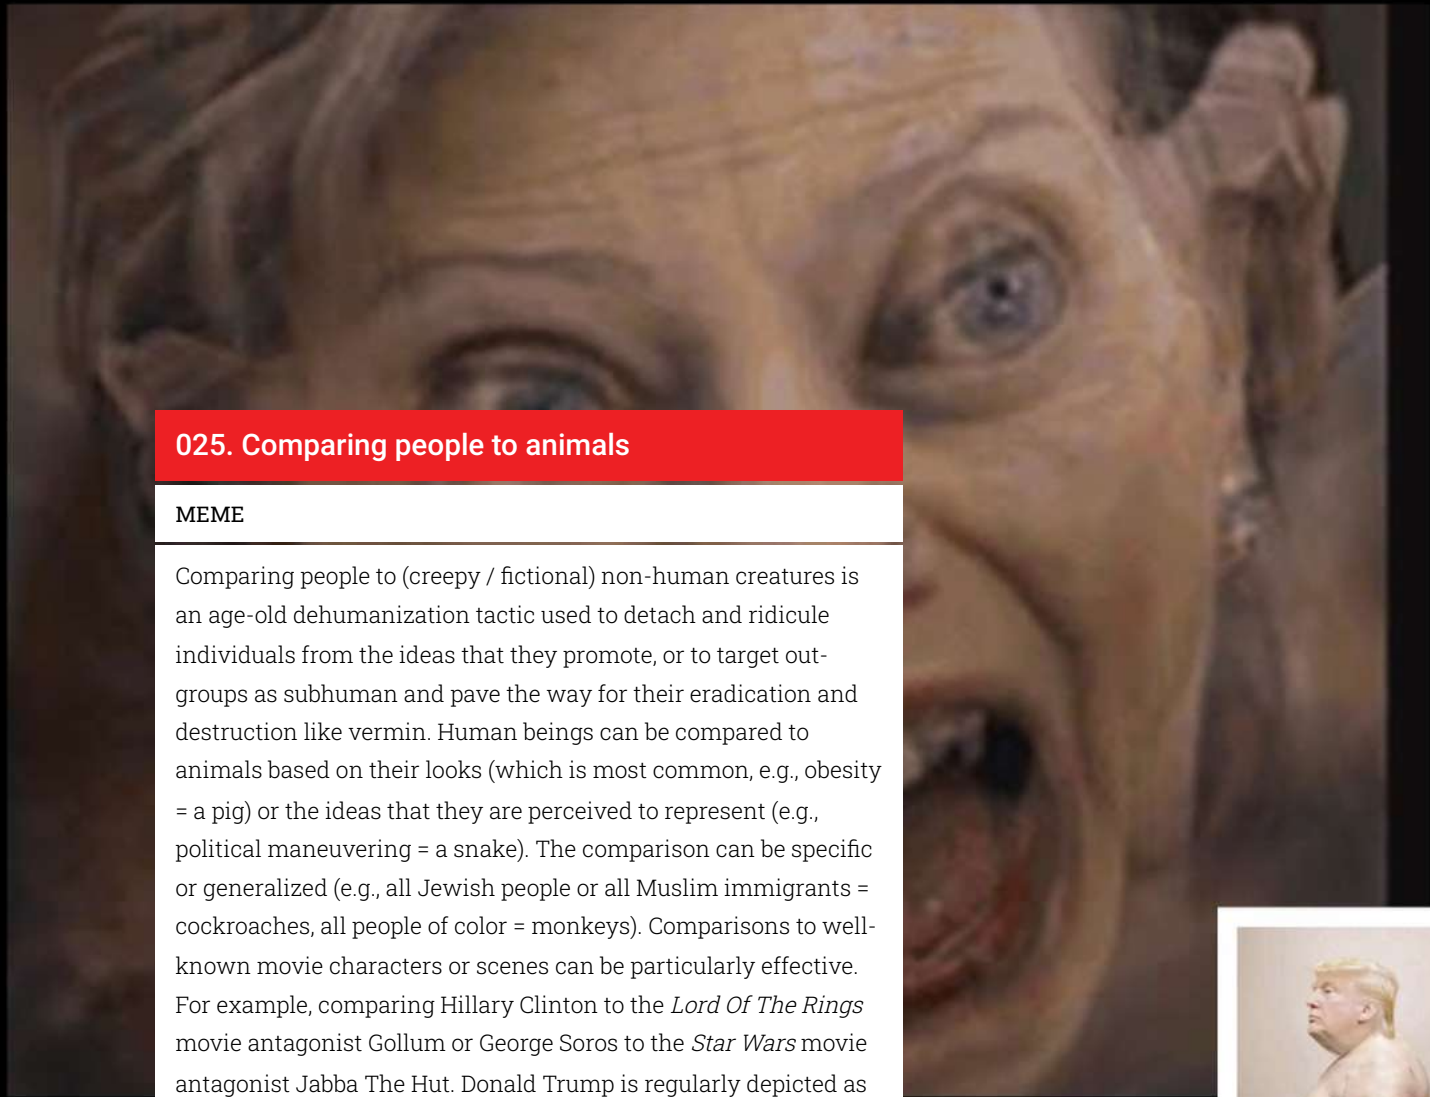 025. Comparing people to animals
MEME
Comparing people to (creepy / fictional) non-human creatures is
an age-old dehumanization tactic used to detach and ridicule
individuals from the ideas that they promote, or to target out-
groups as subhuman and pave the way for their eradication and
destruction like vermin. Human beings can be compared to
animals based on their looks (which is most common, e.g., obesity
= a pig) or the ideas that they are perceived to represent (e.g.,
political maneuvering = a snake). The comparison can be specific
or generalized (e.g., all Jewish people or all Muslim immigrants =
cockroaches, all people of color = monkeys). Comparisons to well-
known movie characters or scenes can be particularly effective.
For example, comparing Hillary Clinton to the Lord Of The Rings
movie antagonist Gollum or George Soros to the Star Wars movie
antagonist Jabba The Hut. Donald Trump is regularly depicted as